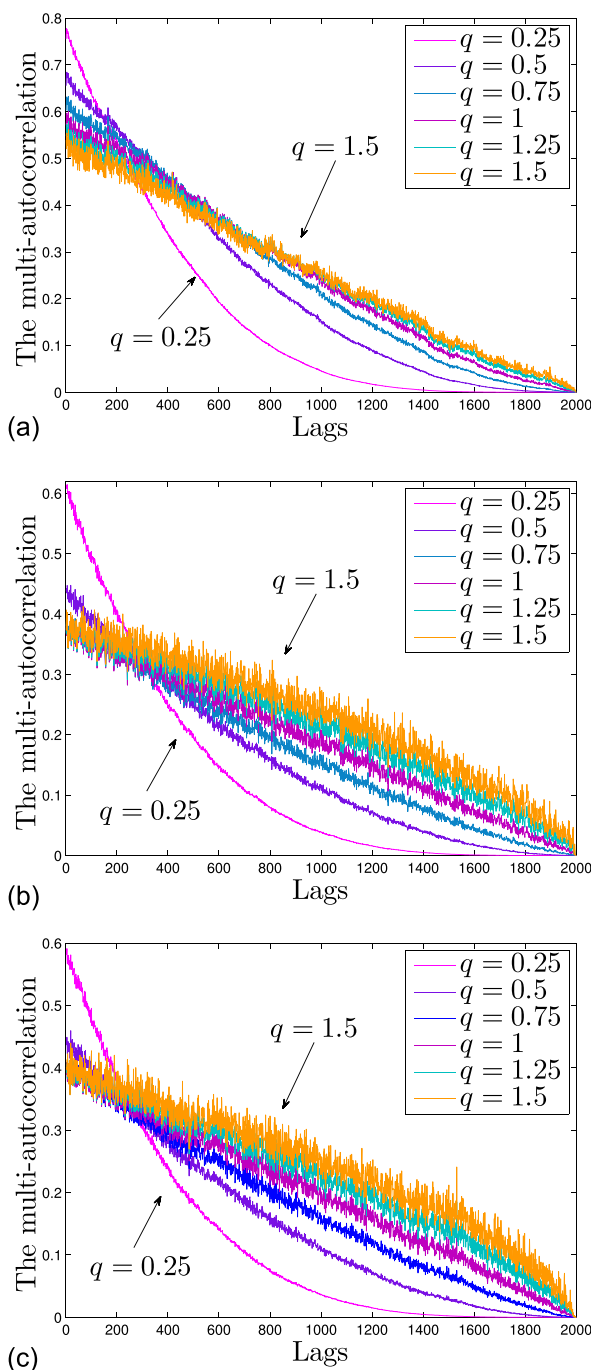 The multi-autocorrelation
0.8
0.7
0.6
0.5
0.4
0.3
0.2
0.1
0
q = 0.25
q = 0.5
q = 0.75
q = 1
q = 1.25
q = 1.5
q = 1.5
q = 0.25
0 200 400 600 800 1000 1200 1400 1600 1800 2000
Lags
(a)
The multi-autocorrelation
0.6
0.5
0.4
0.3
0.2
0.1
0
q = 0.25
q = 0.5
q = 0.75
q = 1
q = 1.25
q = 1.5
q = 1.5
q = 0.25
0 200 400 600 800 1000 1200 1400 1600 1800 2000
Lags
(b)
The multi-autocorrelation
0.6
0.5
0.4
0.3
0.2
0.1
0
q = 0.25
q = 0.5
q = 0.75
q = 1
q = 1.25
q = 1.5
q = 1.5
q = 0.25
0 200 400 600 800 1000 1200 1400 1600 1800 2000
Lags
(c)